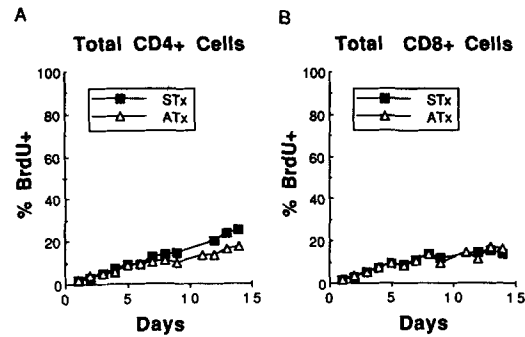 A
Total CD4+ Cells
% BrdU+
100
80
60
40
20
0
STx
ATx
0 5 10 15
Days
B
Total CD8+ Cells
% BrdU+
100
80
60
40
20
0
STx
ATx
0 5 10 15
Days